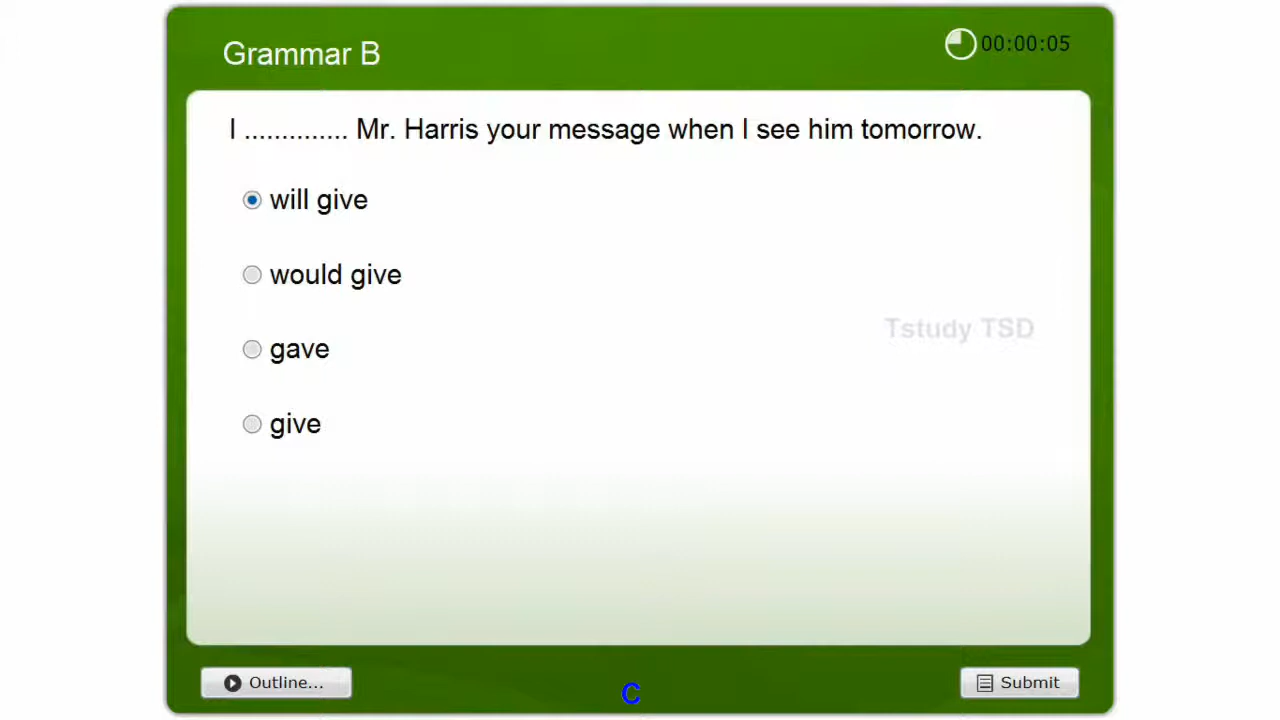 Grammar B
00:00:05
I .............. Mr. Harris your message when I see him tomorrow.
will give
would give
Tstudy TSD
gave
give
Outline...
C
Submit